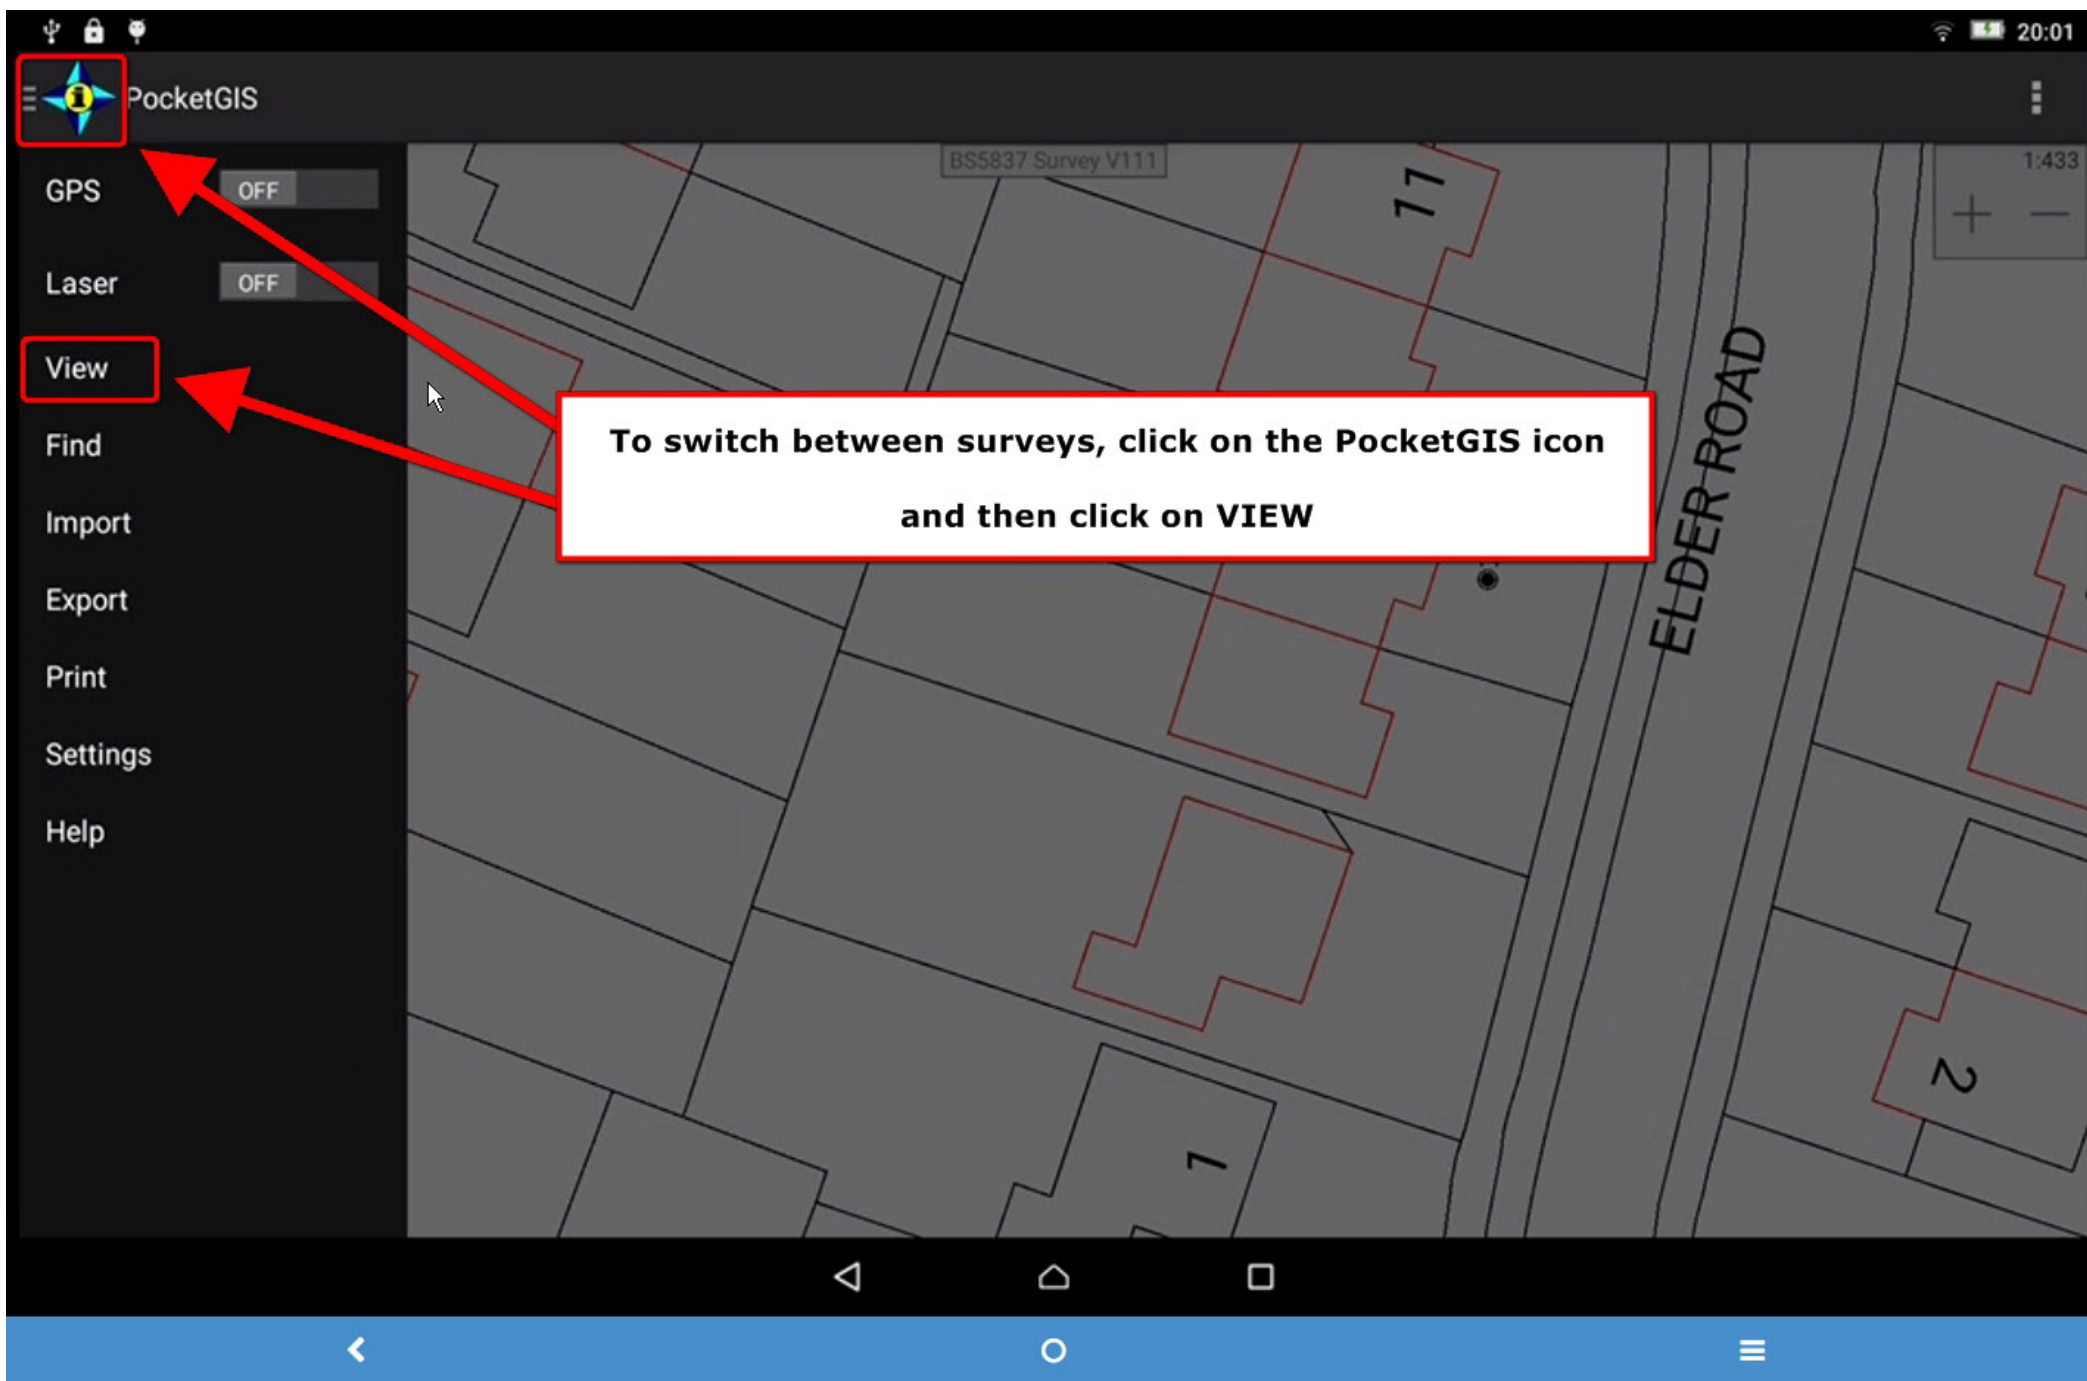 20:01
PocketGIS
GPS OFF
Laser OFF
View
Find
Import
Export
Print
Settings
Help
BS5837 Survey V111
1:433
11
To switch between surveys, click on the PocketGIS icon
and then click on VIEW
ELDER ROAD
2
1